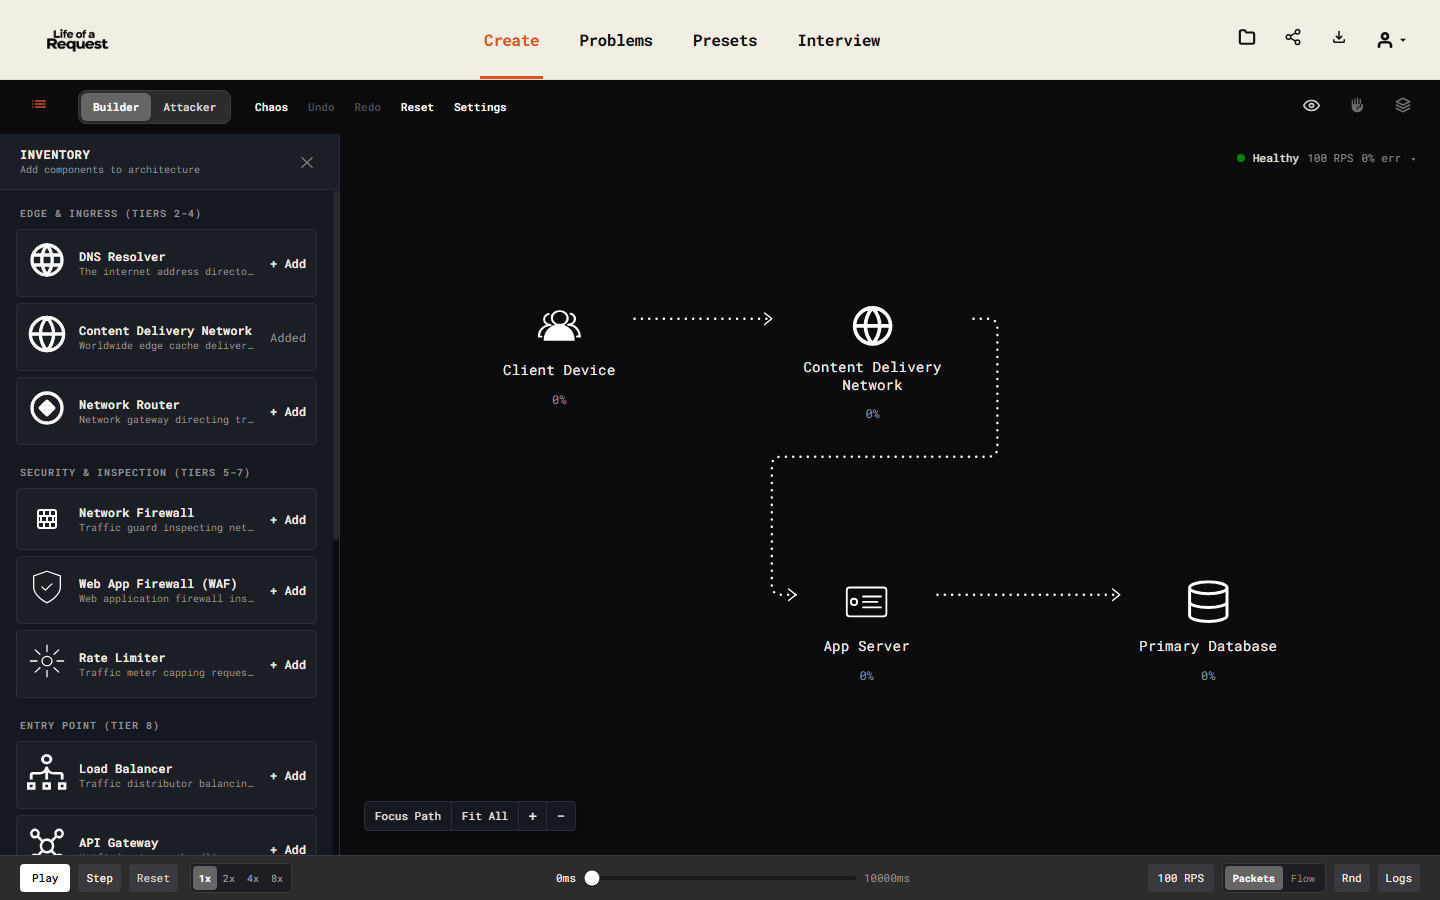 Life of a
Request
Create
Problems
Presets
Interview
Builder
Attacker
Chaos
Undo
Redo
Reset
Settings
INVENTORY
Add components to architecture
Healthy 100 RPS 0% err
EDGE & INGRESS (TIERS 2-4)
DNS Resolver
The internet address directo…
+ Add
Content Delivery Network
Worldwide edge cache deliver…
Added
Network Router
Network gateway directing tr…
+ Add
SECURITY & INSPECTION (TIERS 5-7)
Network Firewall
Traffic guard inspecting net…
+ Add
Web App Firewall (WAF)
Web application firewall ins…
+ Add
Rate Limiter
Traffic meter capping reques…
+ Add
ENTRY POINT (TIER 8)
Load Balancer
Traffic distributor balancin…
+ Add
API Gateway
+ Add
Client Device
0%
Content Delivery
Network
0%
App Server
0%
Primary Database
0%
Focus Path
Fit All
+
−
Play
Step
Reset
1x
2x
4x
8x
0ms
10000ms
100 RPS
Packets
Flow
Rnd
Logs